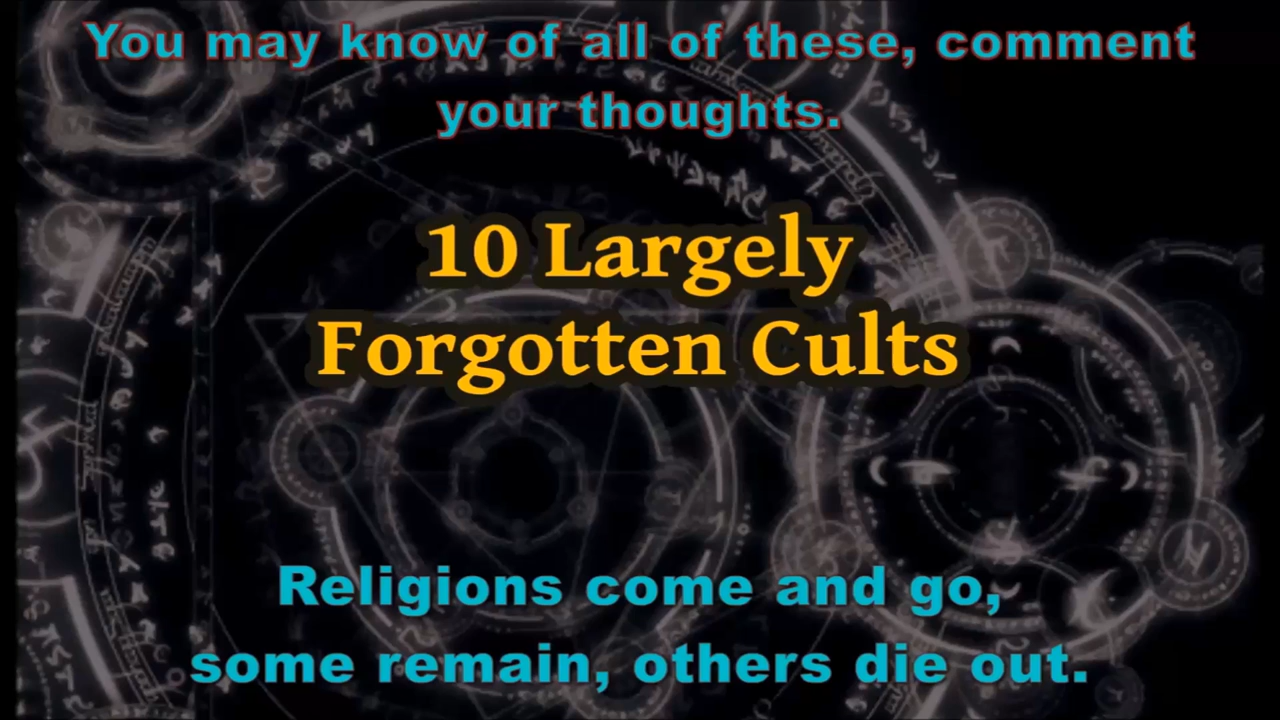 You may know of all of these, comment
your thoughts.
10 Largely
Forgotten Cults
Religions come and go,
some remain, others die out.